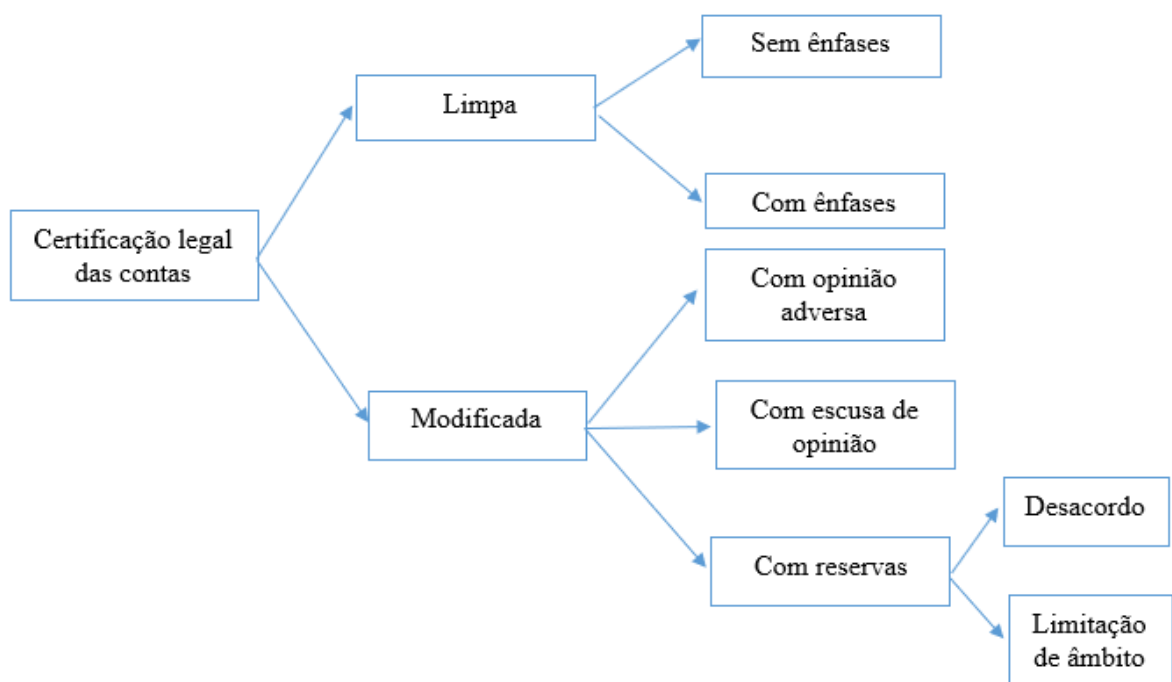 Sem ênfases
Limpa
Com ênfases
Certificação legal
das contas
Com opinião
adversa
Modificada
Com escusa de
opinião
Desacordo
Com reservas
Limitação
de âmbito